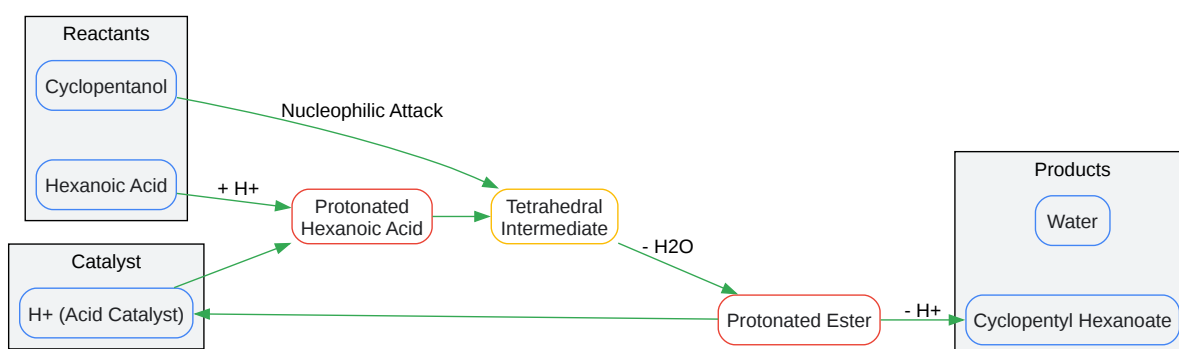 Reactants
Cyclopentanol
Nucleophilic Attack
Hexanoic Acid
+ H+
Protonated
Hexanoic Acid
Tetrahedral
Intermediate
- H2O
Catalyst
H+ (Acid Catalyst)
Protonated Ester
- H+
Products
Water
Cyclopentyl Hexanoate